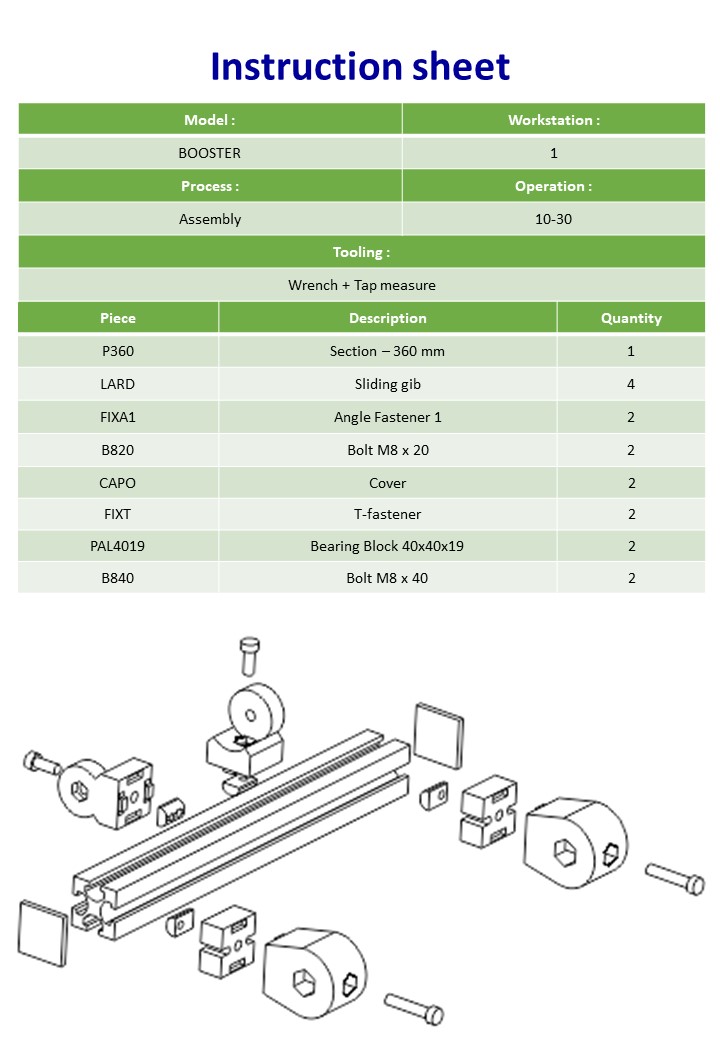 Instruction sheet
Model : Workstation :
BOOSTER 1
Process : Operation :
Assembly 10-30
Tooling :
Wrench + Tap measure
Piece Description Quantity
P360 Section – 360 mm 1
LARD Sliding gib 4
FIXA1 Angle Fastener 1 2
B820 Bolt M8 x 20 2
CAPO Cover 2
FIXT T-fastener 2
PAL4019 Bearing Block 40x40x19 2
B840 Bolt M8 x 40 2